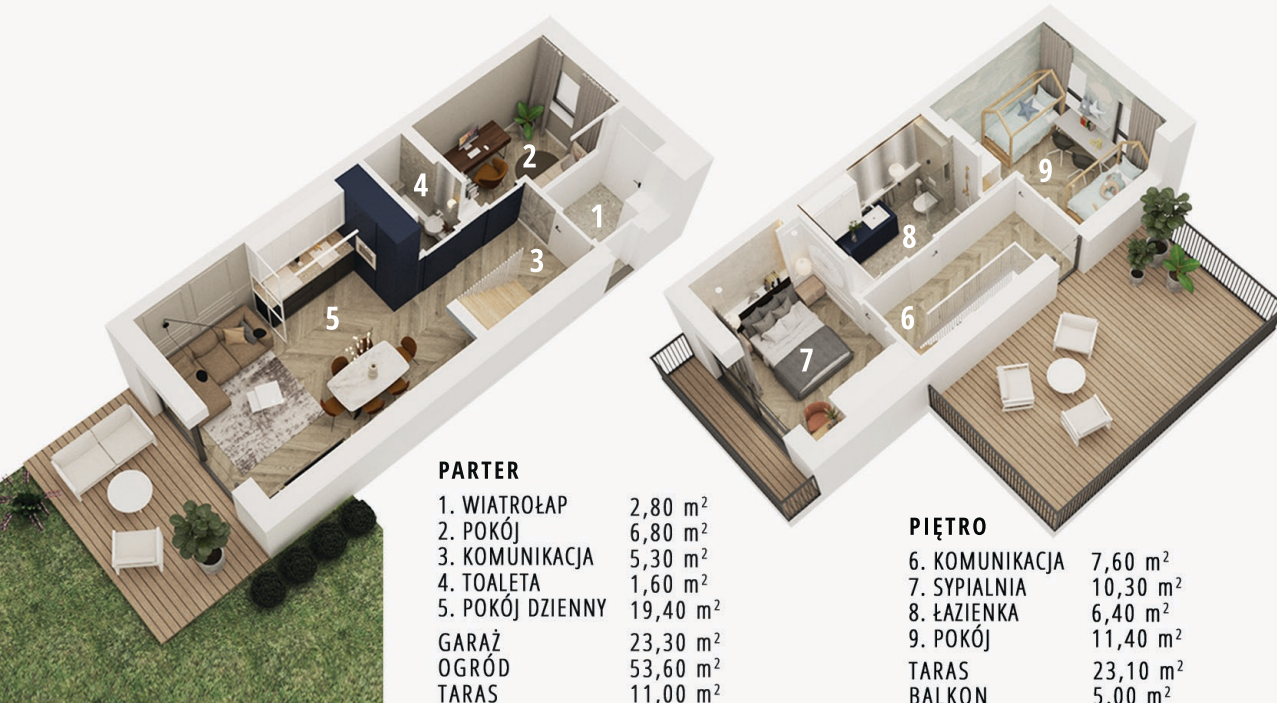 2
9
4
1
8
3
5
6
7
PARTER
1. WIATROŁAP 2,80 m²
2. POKÓJ 6,80 m²
3. KOMUNIKACJA 5,30 m²
4. TOALETA 1,60 m²
5. POKÓJ DZIENNY 19,40 m²
GARAŻ 23,30 m²
OGRÓD 53,60 m²
TARAS 11,00 m²
PIĘTRO
6. KOMUNIKACJA 7,60 m²
7. SYPIALNIA 10,30 m²
8. ŁAZIENKA 6,40 m²
9. POKÓJ 11,40 m²
TARAS 23,10 m²
BALKON 5,00 m²